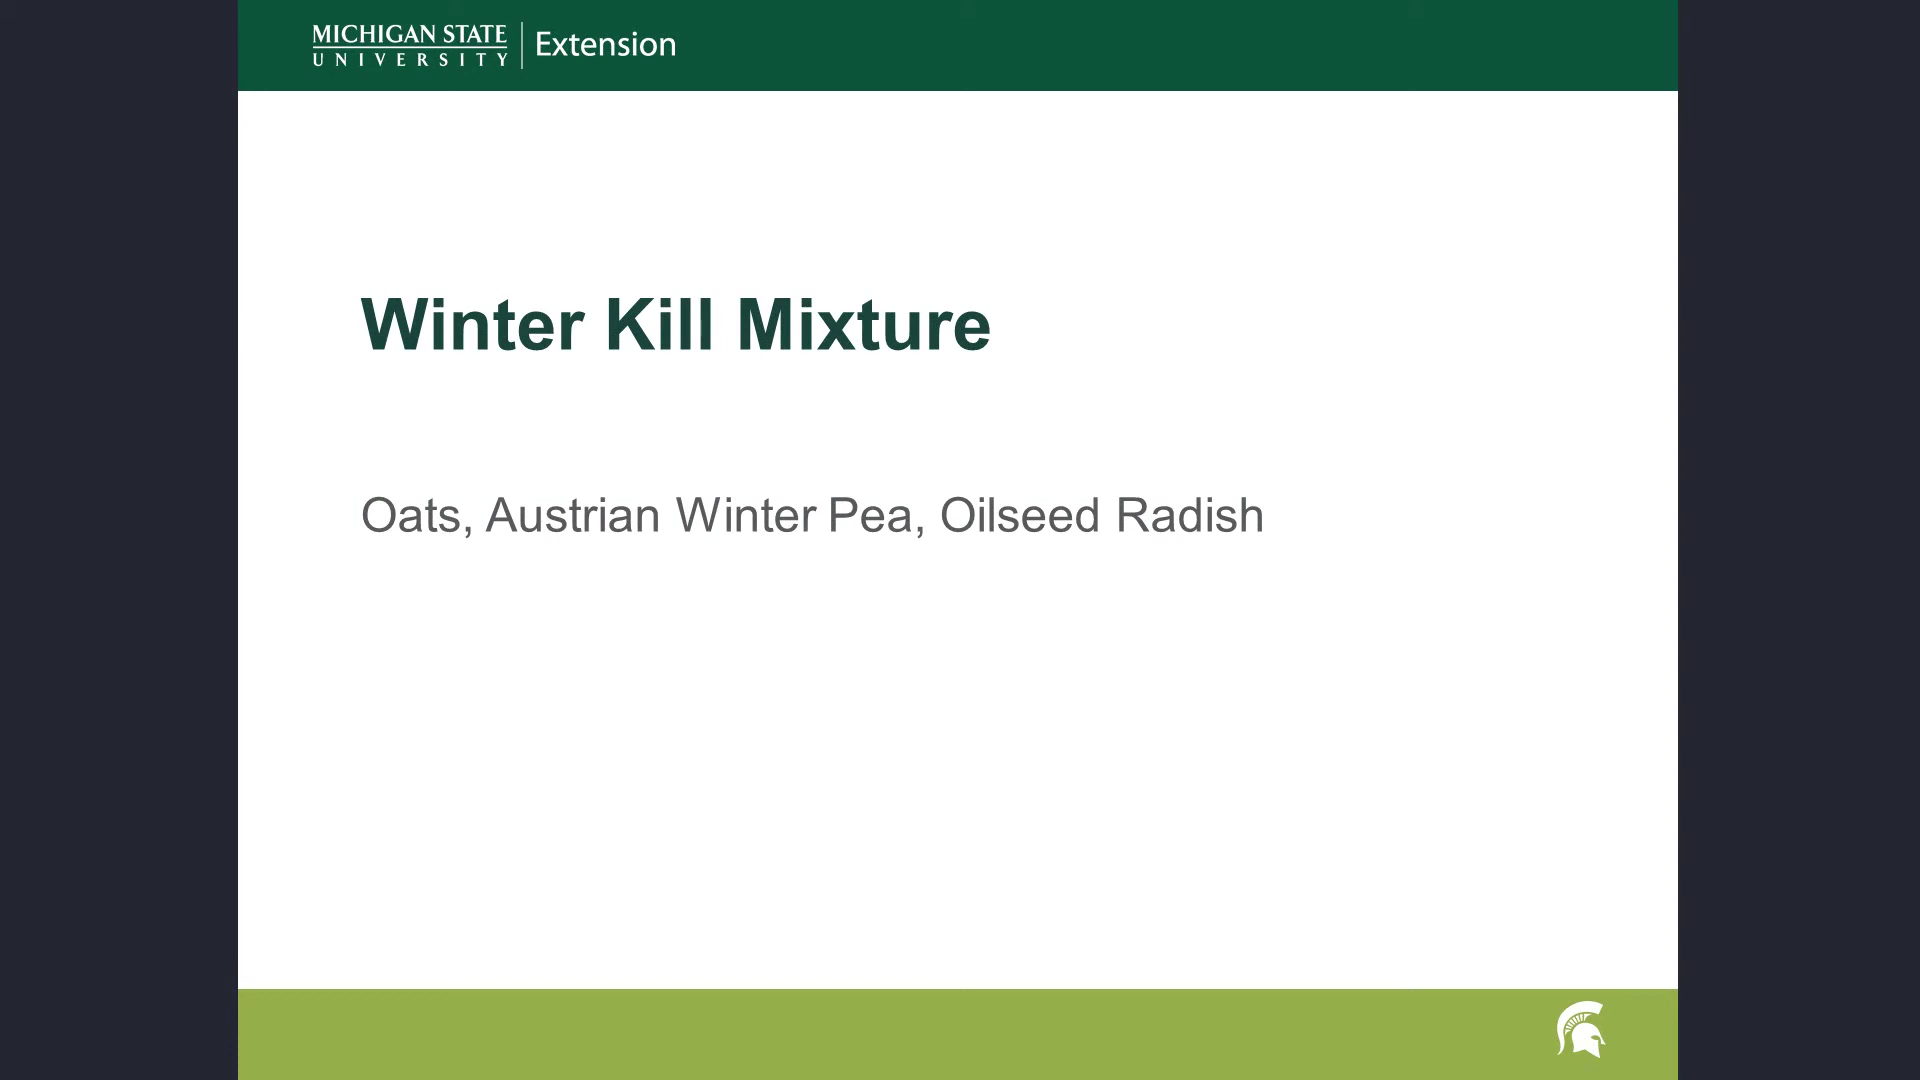 MICHIGAN STATE
UNIVERSITY
Extension
Winter Kill Mixture
Oats, Austrian Winter Pea, Oilseed Radish